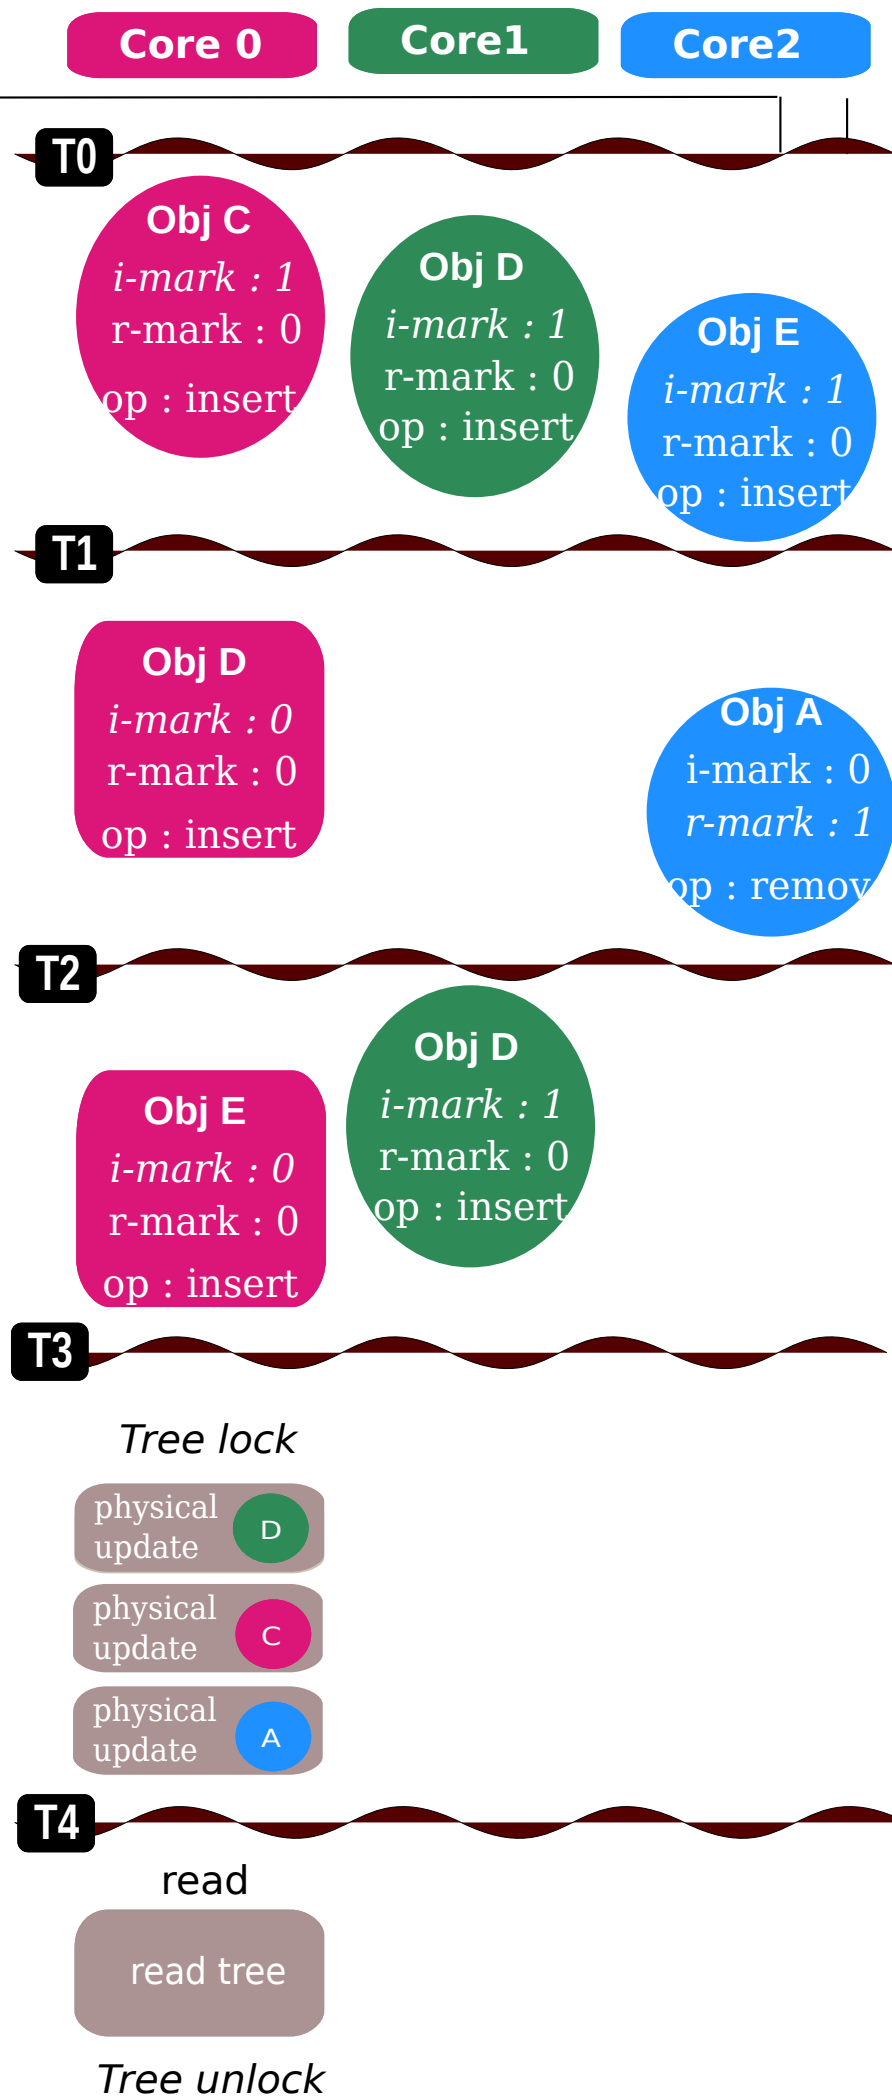 Core 0
Core1
Core2
T0
Obj C
i-mark : 1
r-mark : 0
op : insert
Obj D
i-mark : 1
r-mark : 0
op : insert
Obj E
i-mark : 1
r-mark : 0
op : insert
T1
Obj D
i-mark : 0
r-mark : 0
op : insert
Obj A
i-mark : 0
r-mark : 1
op : remov
T2
Obj E
i-mark : 0
r-mark : 0
op : insert
Obj D
i-mark : 1
r-mark : 0
op : insert
T3
Tree lock
physical
update
D
physical
update
C
physical
update
A
T4
read
read tree
Tree unlock